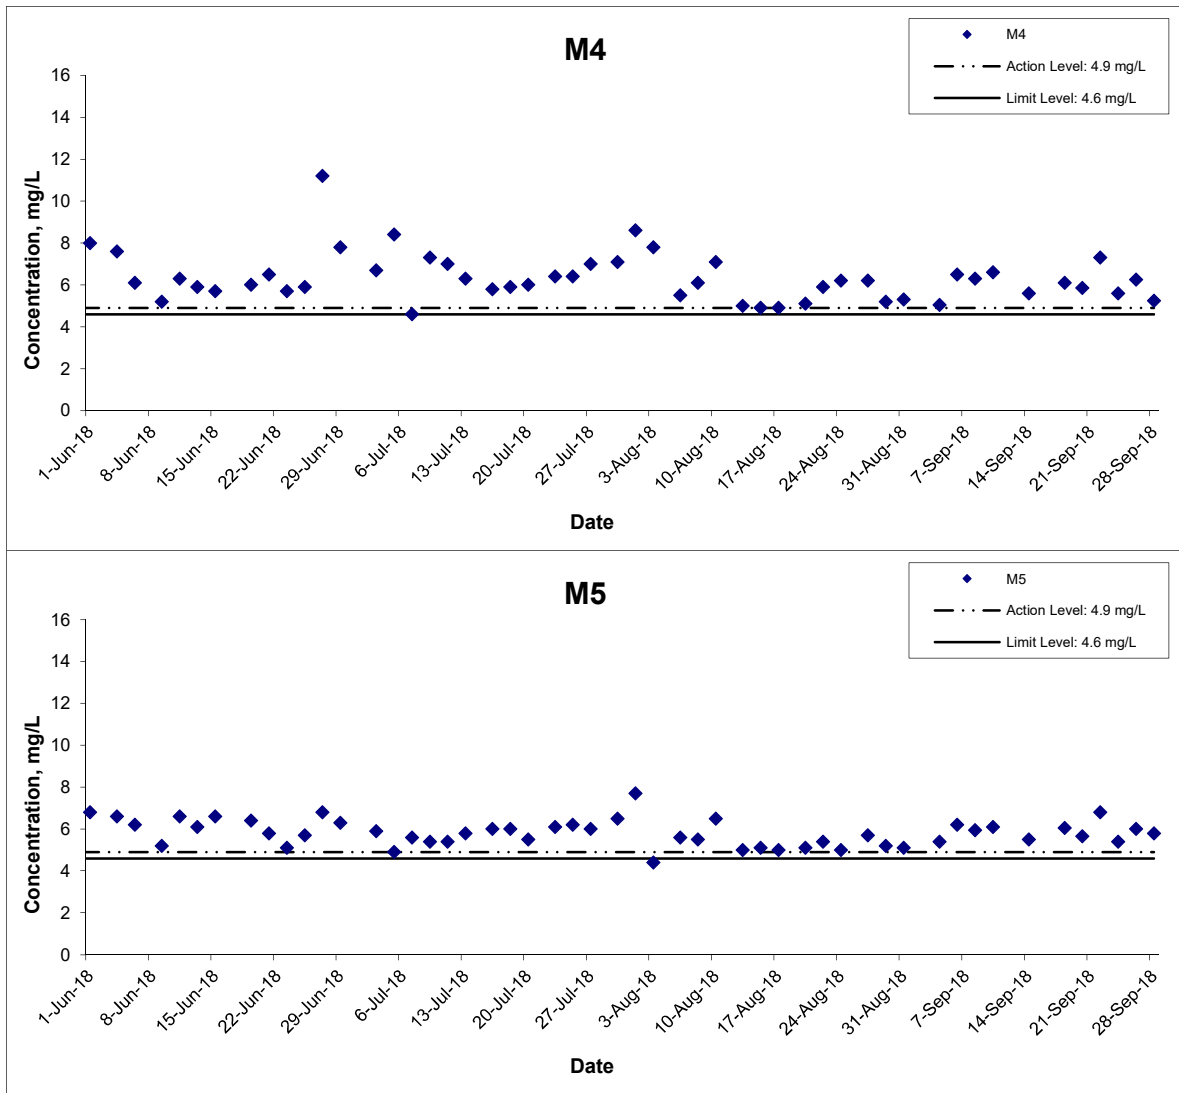 M4
M4
Action Level: 4.9 mg/L
Limit Level: 4.6 mg/L
Concentration, mg/L
16
14
12
10
8
6
4
2
0
1-Jun-18
8-Jun-18
15-Jun-18
22-Jun-18
29-Jun-18
6-Jul-18
13-Jul-18
20-Jul-18
27-Jul-18
3-Aug-18
10-Aug-18
17-Aug-18
24-Aug-18
31-Aug-18
7-Sep-18
14-Sep-18
21-Sep-18
28-Sep-18
Date
M5
M5
Action Level: 4.9 mg/L
Limit Level: 4.6 mg/L
Concentration, mg/L
16
14
12
10
8
6
4
2
0
1-Jun-18
8-Jun-18
15-Jun-18
22-Jun-18
29-Jun-18
6-Jul-18
13-Jul-18
20-Jul-18
27-Jul-18
3-Aug-18
10-Aug-18
17-Aug-18
24-Aug-18
31-Aug-18
7-Sep-18
14-Sep-18
21-Sep-18
28-Sep-18
Date